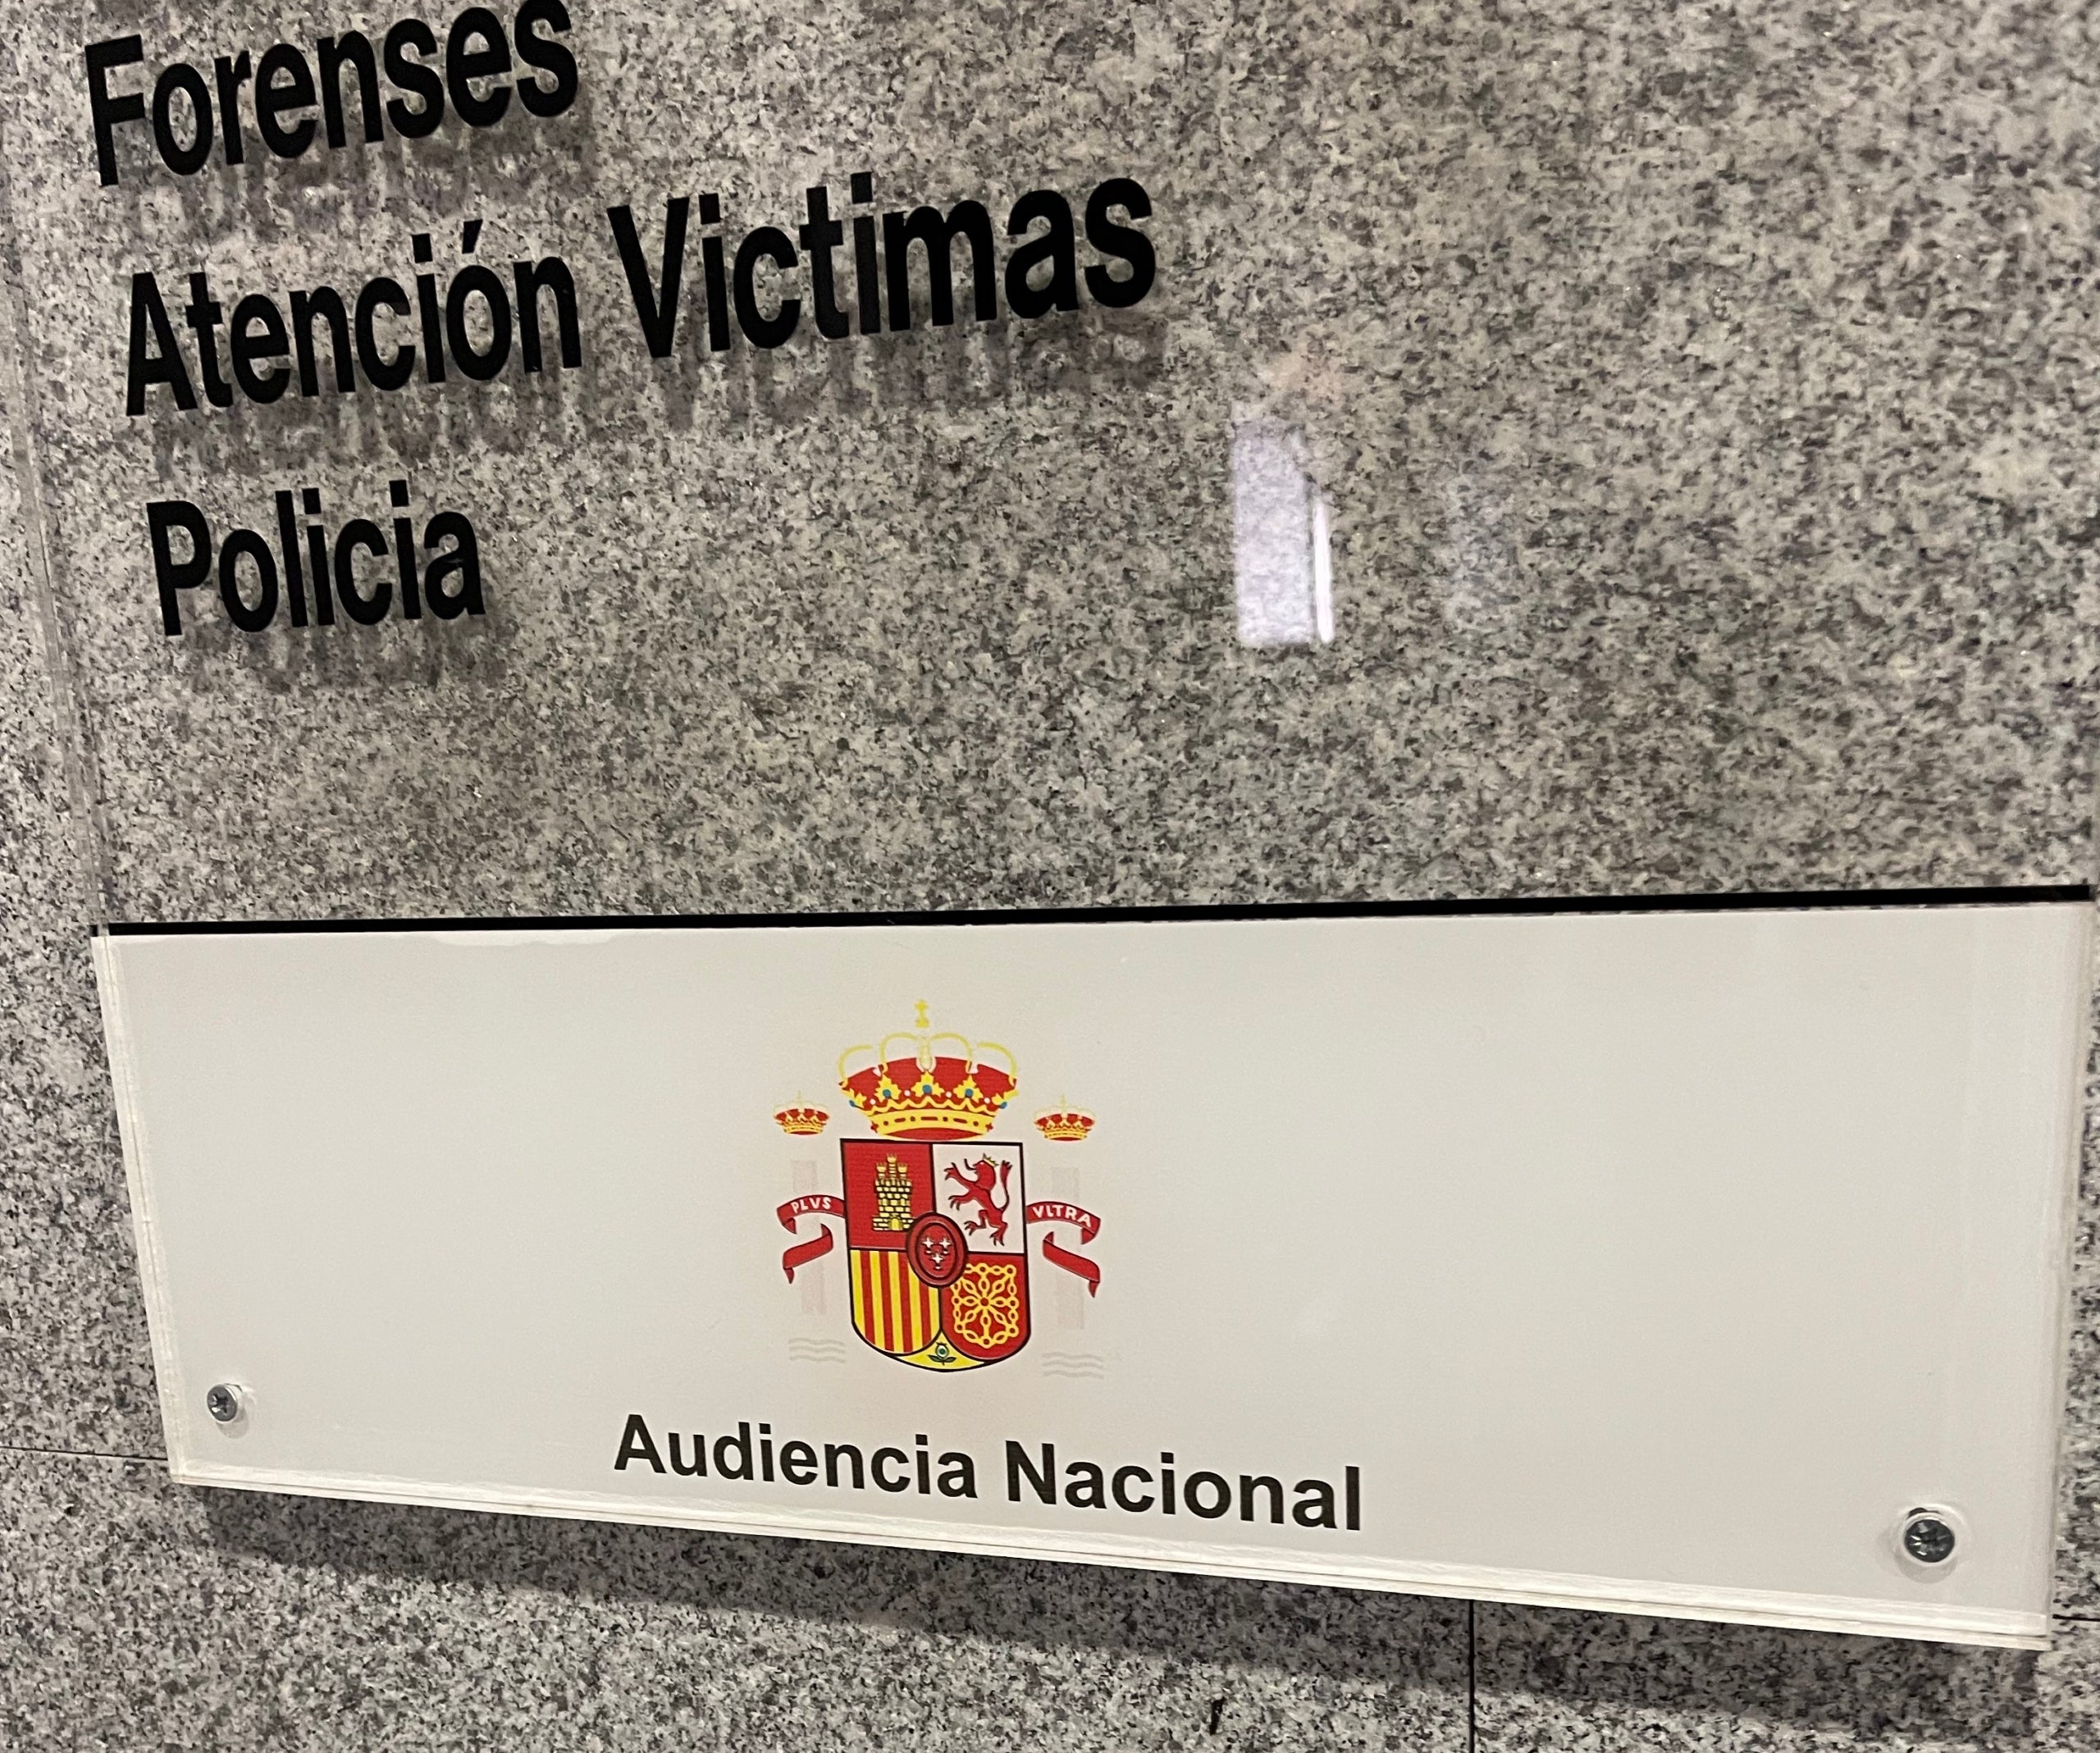 Forenses
Atención Victimas
Policia
PLVS VLTRA
Audiencia Nacional